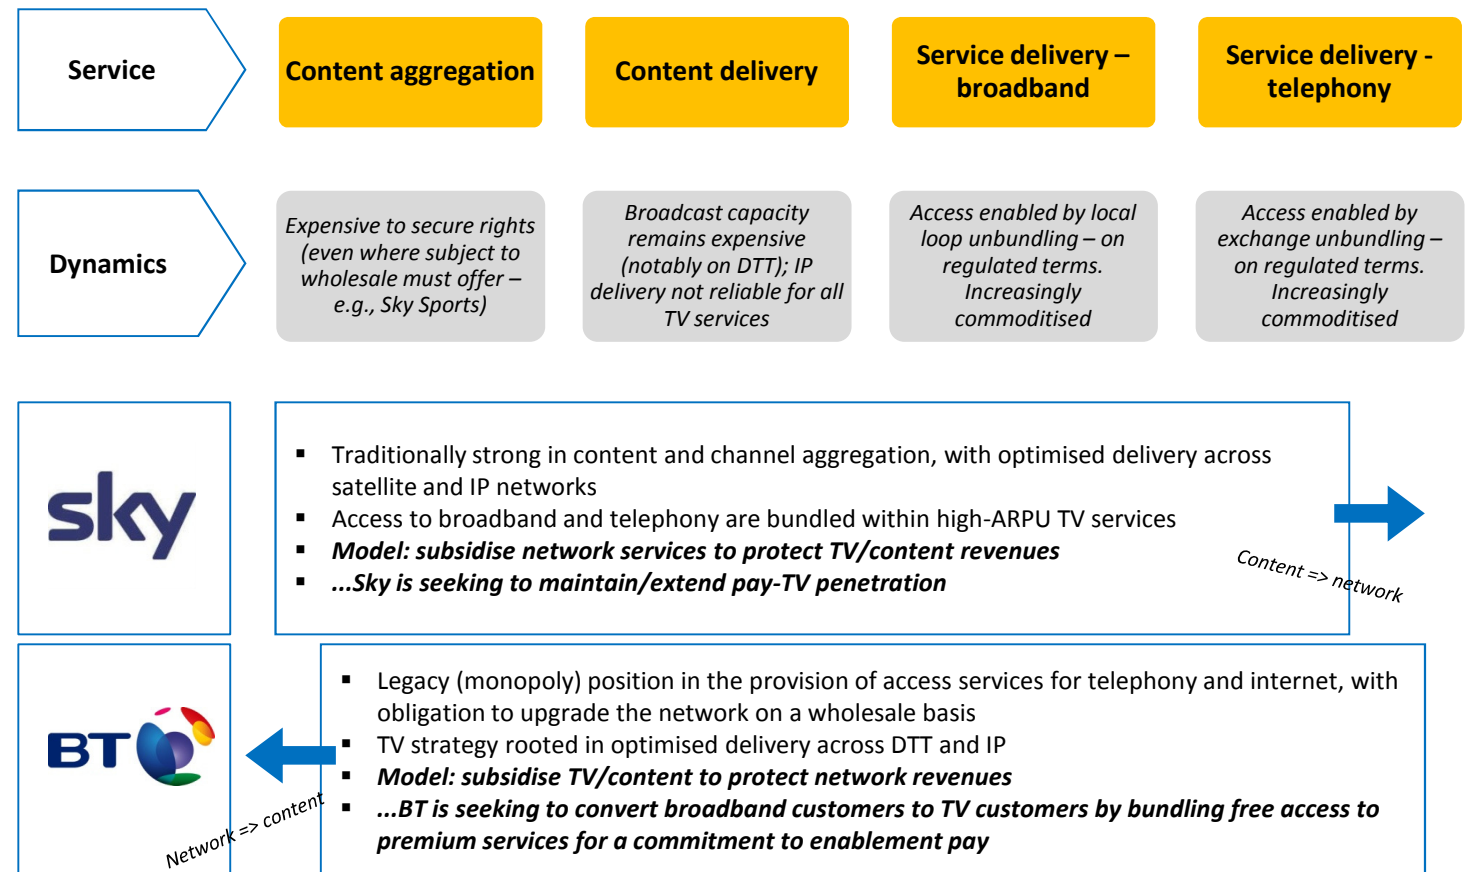 Service
Content aggregation
Content delivery
Service delivery –
broadband
Service delivery -
telephony
Dynamics
Expensive to secure rights
(even where subject to
wholesale must offer –
e.g., Sky Sports)
Broadcast capacity
remains expensive
(notably on DTT); IP
delivery not reliable for all
TV services
Access enabled by local
loop unbundling – on
regulated terms.
Increasingly
commoditised
Access enabled by
exchange unbundling –
on regulated terms.
Increasingly
commoditised
sky
▪ Traditionally strong in content and channel aggregation, with optimised delivery across
satellite and IP networks
▪ Access to broadband and telephony are bundled within high-ARPU TV services
▪ Model: subsidise network services to protect TV/content revenues
▪ ...Sky is seeking to maintain/extend pay-TV penetration
Content => network
BT
▪ Legacy (monopoly) position in the provision of access services for telephony and internet, with
obligation to upgrade the network on a wholesale basis
▪ TV strategy rooted in optimised delivery across DTT and IP
▪ Model: subsidise TV/content to protect network revenues
▪ ...BT is seeking to convert broadband customers to TV customers by bundling free access to
premium services for a commitment to enablement pay
Network => content